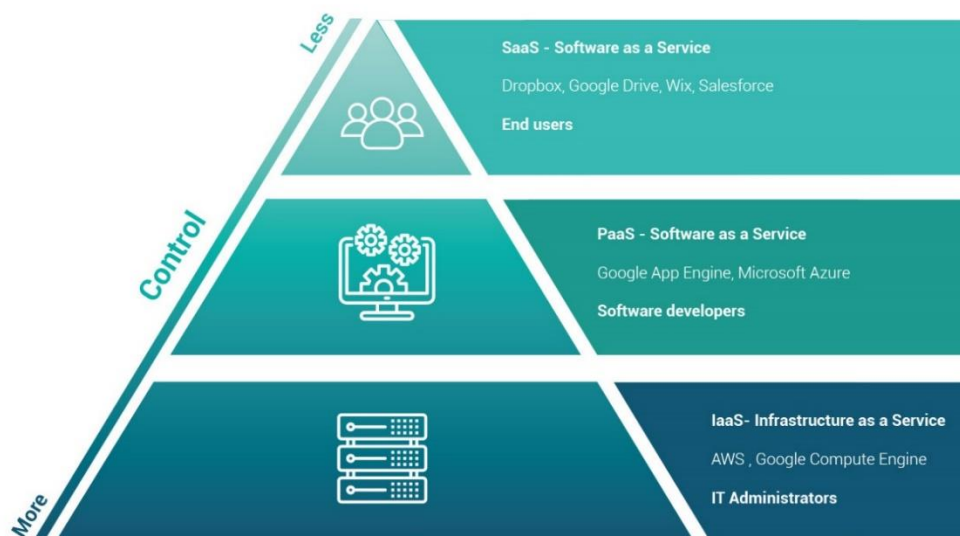 Less
Control
More
SaaS - Software as a Service
Dropbox, Google Drive, Wix, Salesforce
End users
PaaS - Software as a Service
Google App Engine, Microsoft Azure
Software developers
IaaS- Infrastructure as a Service
AWS , Google Compute Engine
IT Administrators